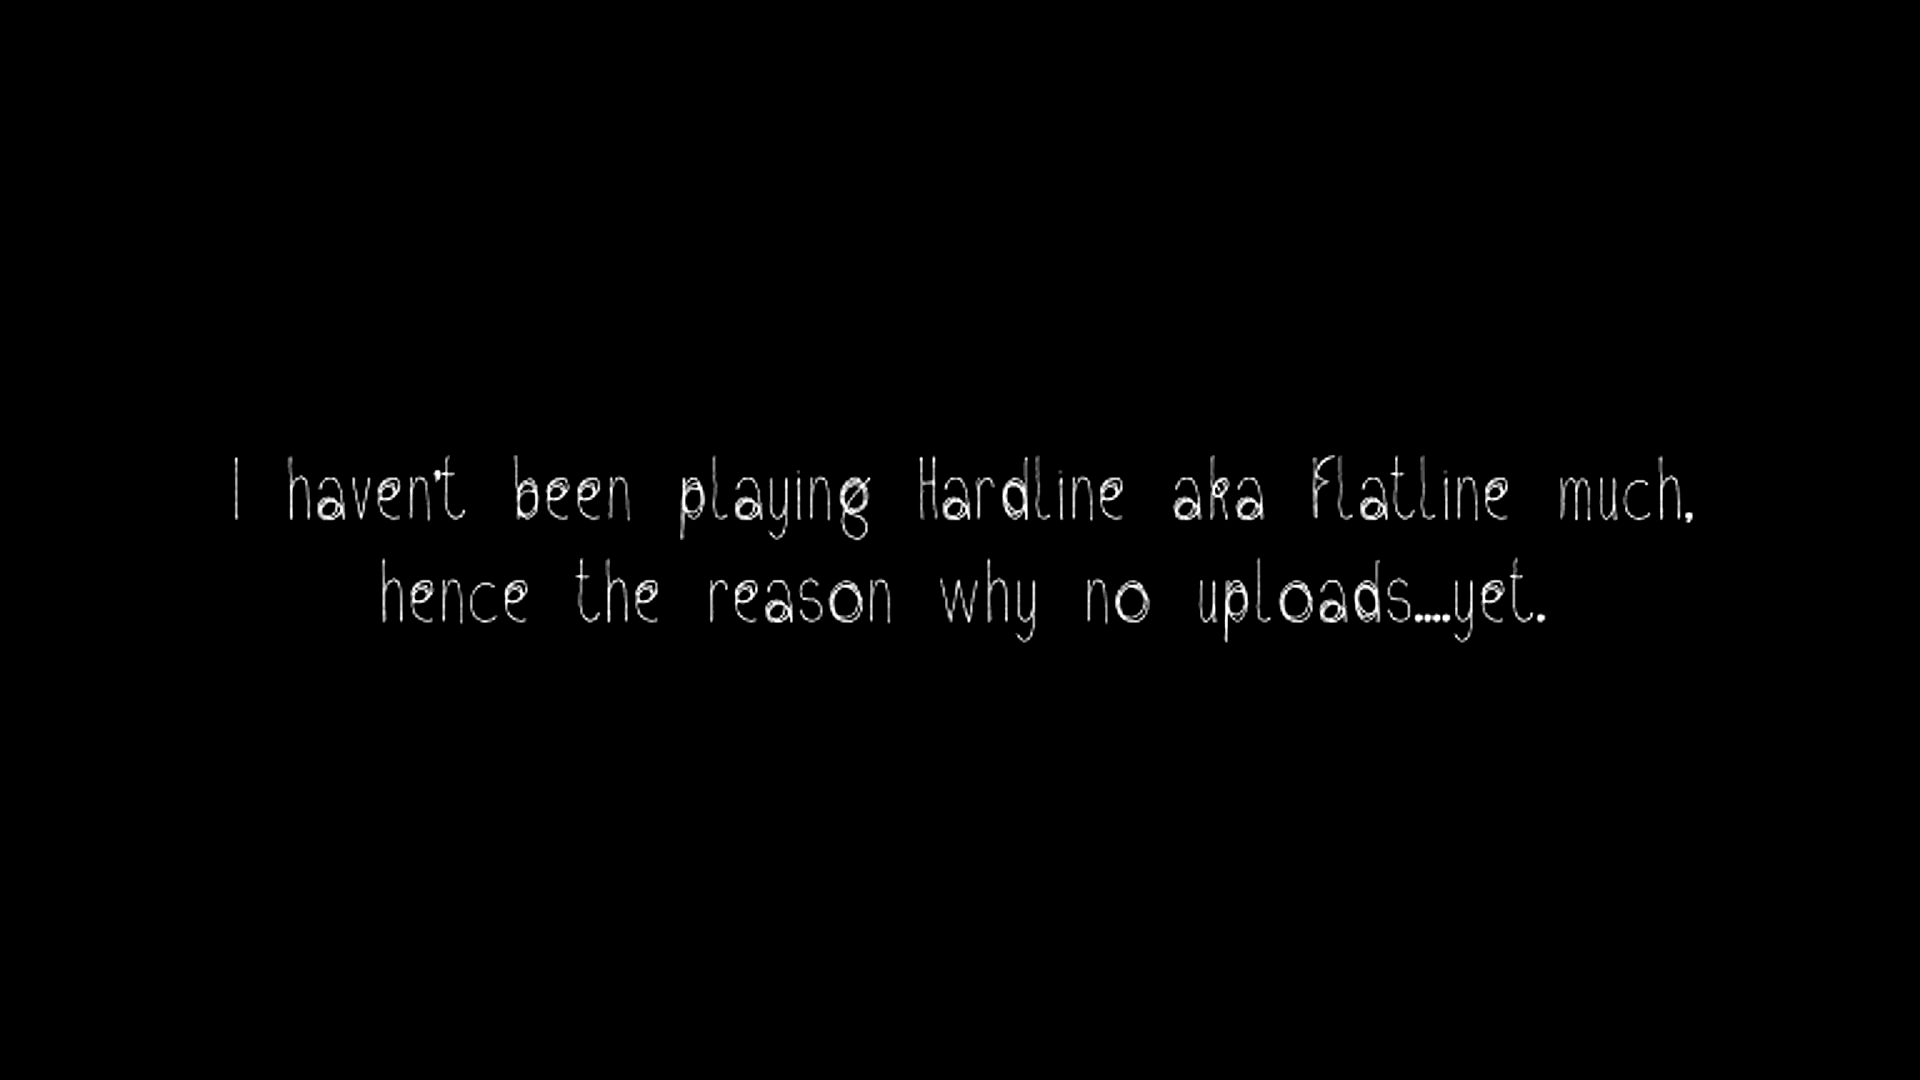 I haven't been playing Hardline aka Flatline much,
hence the reason why no uploads....yet.